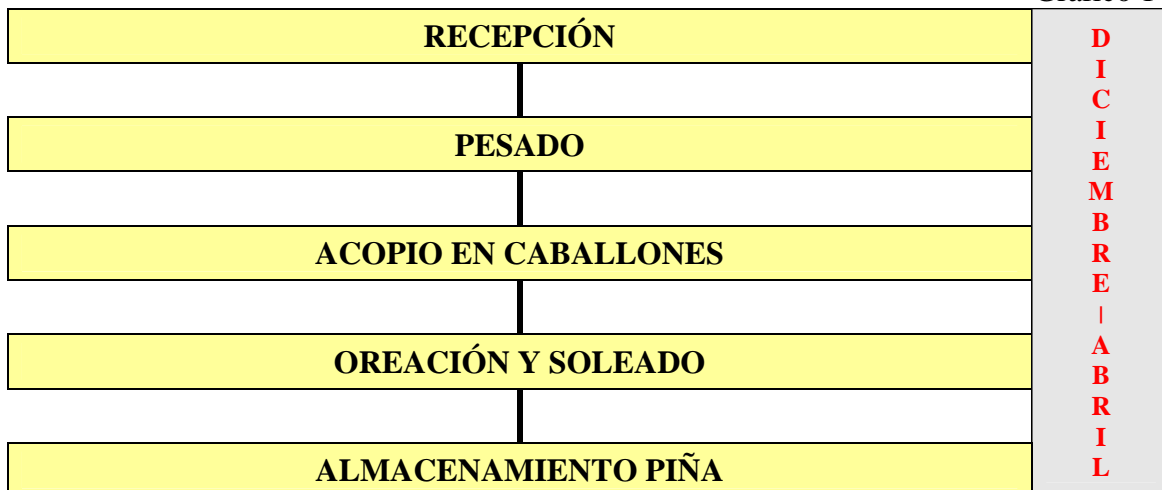 RECEPCIÓN
PESADO
ACOPIO EN CABALLONES
OREACIÓN Y SOLEADO
ALMACENAMIENTO PIÑA
D
I
C
I
E
M
B
R
E
|
A
B
R
I
L